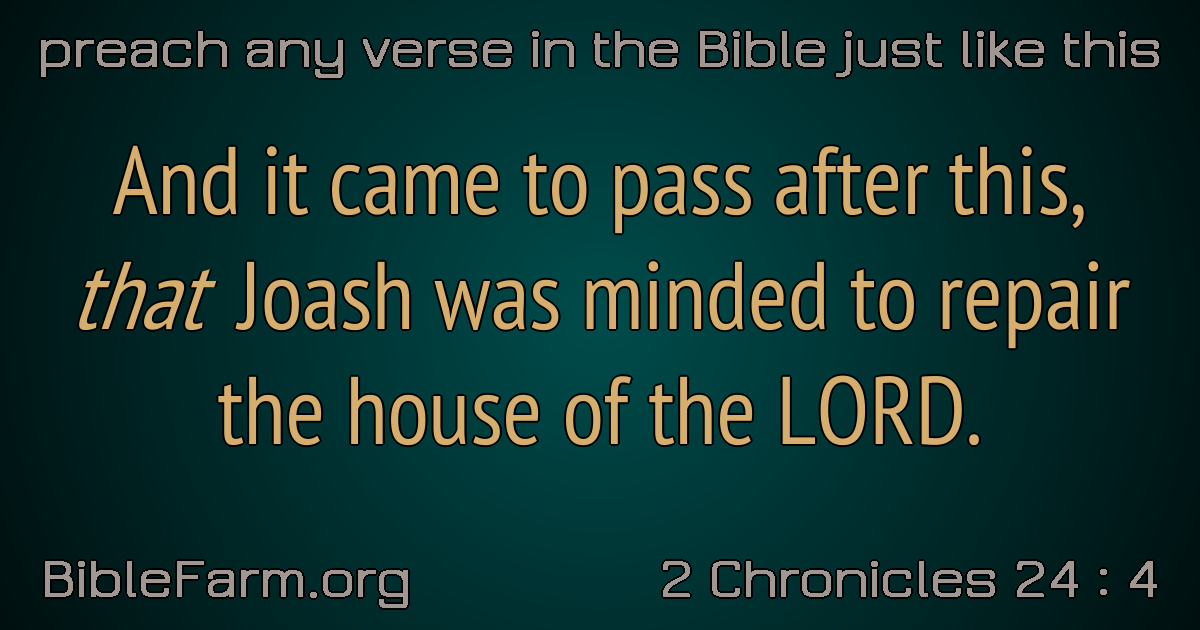 preach any verse in the Bible just like this
And it came to pass after this,
that Joash was minded to repair
the house of the LORD.
BibleFarm.org
2 Chronicles 24 : 4